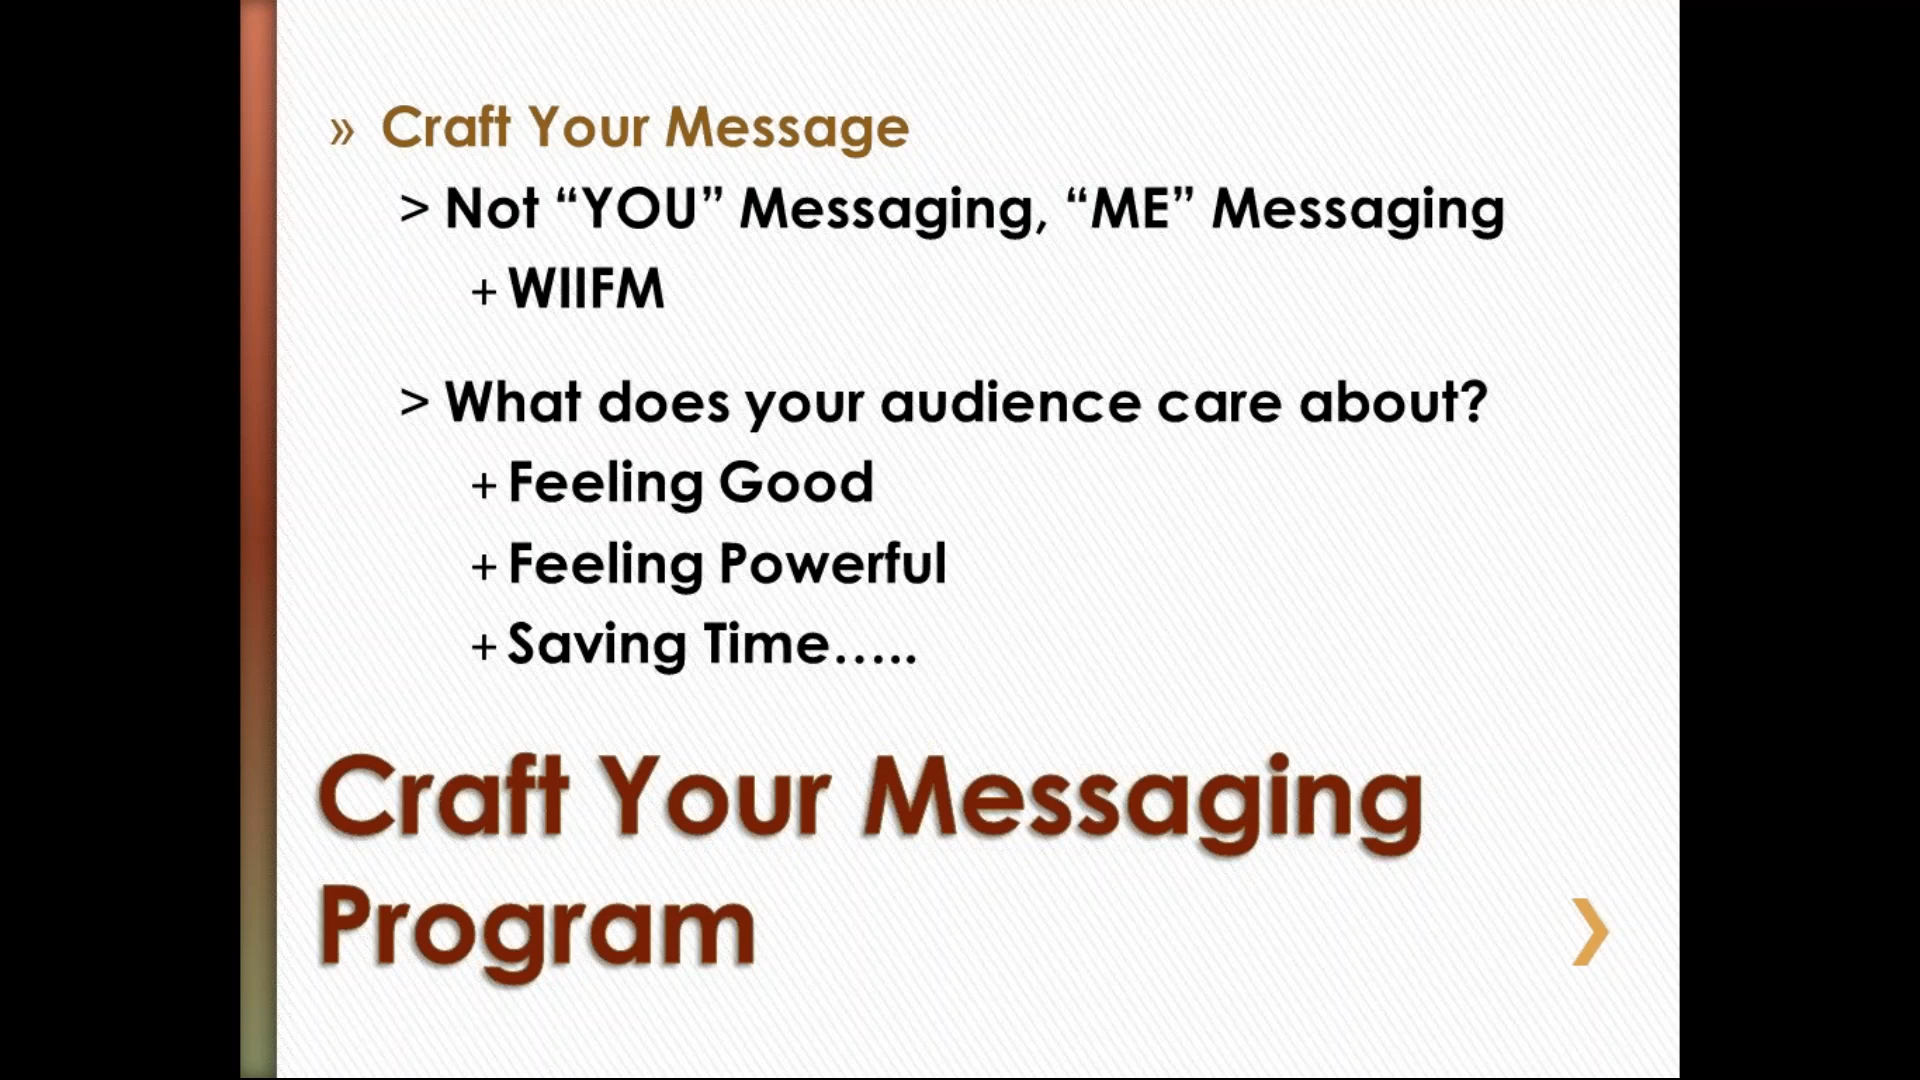 » Craft Your Message
> Not “YOU” Messaging, “ME” Messaging
+ WIIFM
> What does your audience care about?
+ Feeling Good
+ Feeling Powerful
+ Saving Time…..
Craft Your Messaging
Program